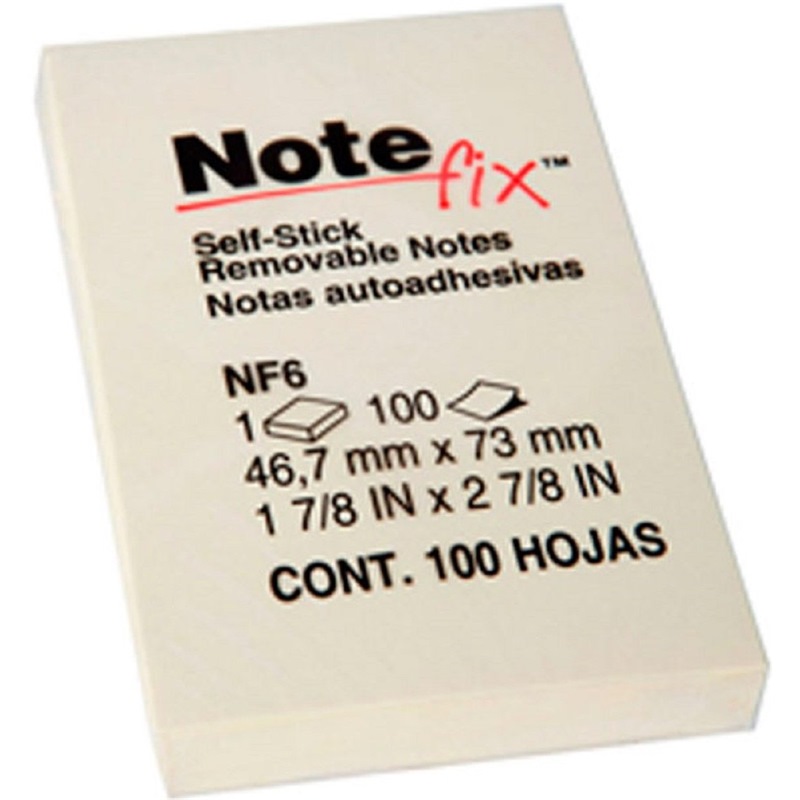 Note fix™
Self-Stick
Removable Notes
Notas autoadhesivas
NF6
1 100
46,7 mm x 73 mm
1 7/8 IN x 2 7/8 IN
CONT. 100 HOJAS